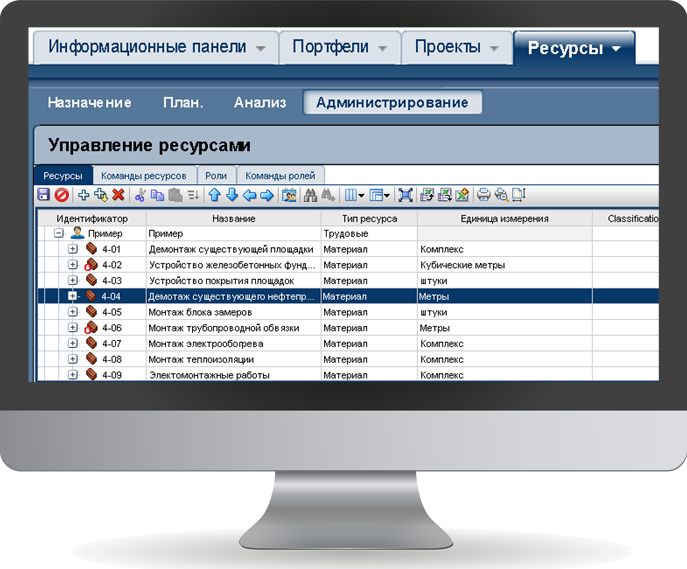 Информационные панели Портфели Проекты Ресурсы
Назначение План. Анализ Администрирование
Управление ресурсами
Ресурсы Команды ресурсов Роли Команды ролей
Идентификатор Название Тип ресурса Единица измерения Classificatio
Пример Пример Трудовые
4-01 Демонтаж существующей площадки Материал Комплекс
4-02 Устройство железобетонных фунд... Материал Кубические метры
4-03 Устройство покрытия площадок Материал штуки
4-04 Демотаж существующего нефтепр... Материал Метры
4-05 Монтаж блока замеров Материал штуки
4-06 Монтаж трубопроводной обвязки Материал Метры
4-07 Монтаж электрообогрева Материал Комплекс
4-08 Монтаж теплоизоляции Материал Комплекс
4-09 Электомонтажные работы Материал Комплекс